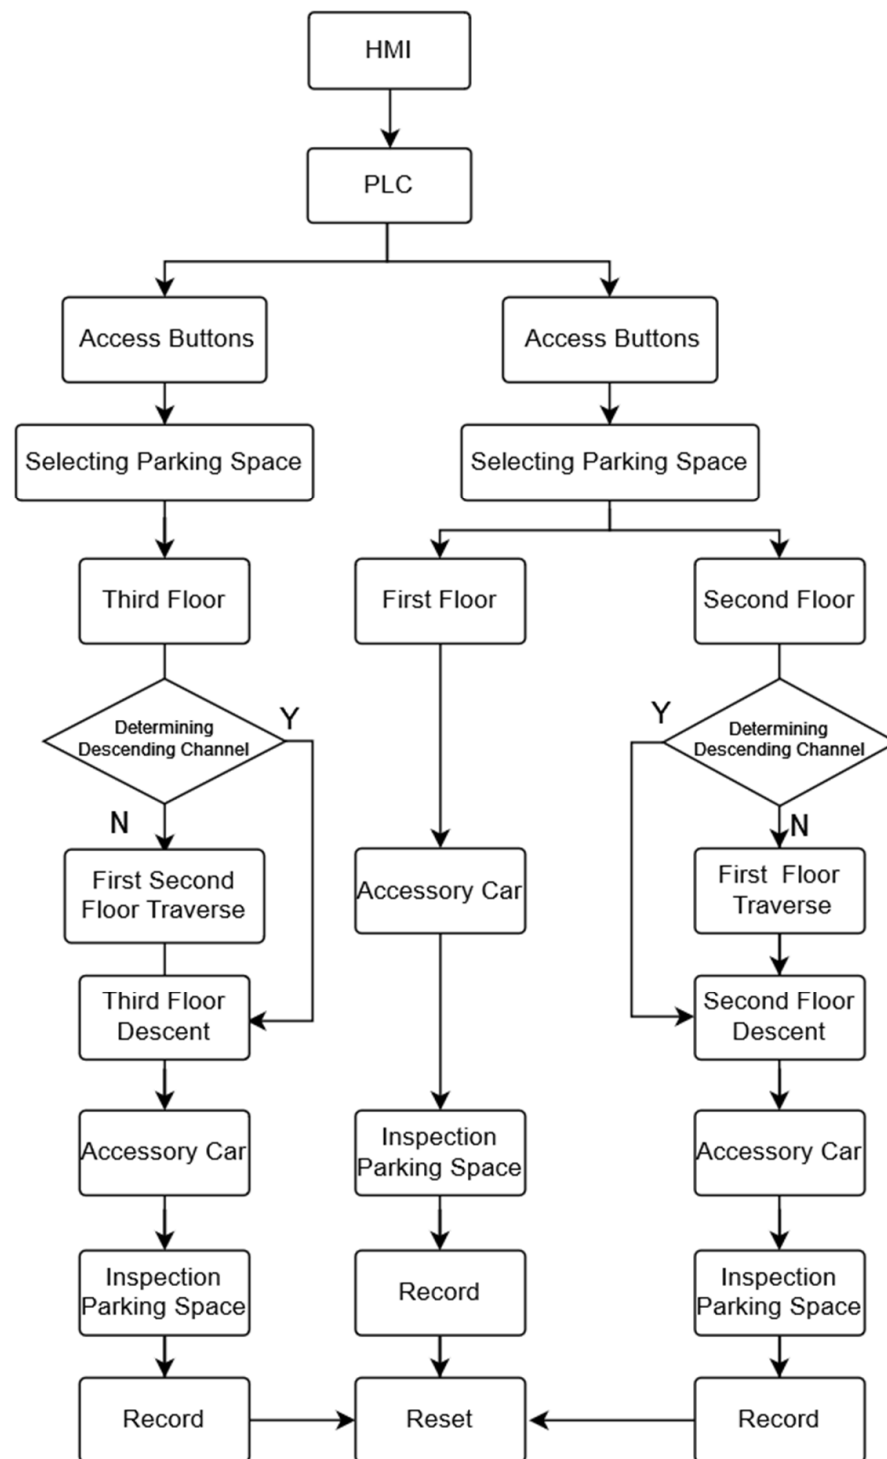 HMI
PLC
Access Buttons
Access Buttons
Selecting Parking Space
Selecting Parking Space
Third Floor
First Floor
Second Floor
Determining
Descending Channel
Y
N
Determining
Descending Channel
Y
N
First Second
Floor Traverse
Accessory Car
First Floor
Traverse
Third Floor
Descent
Second Floor
Descent
Accessory Car
Inspection
Parking Space
Accessory Car
Inspection
Parking Space
Record
Inspection
Parking Space
Record
Reset
Record